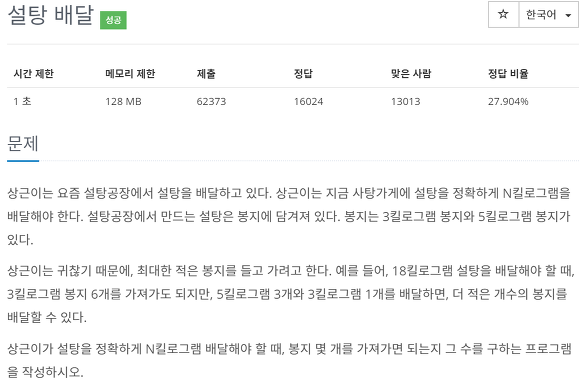 설탕 배달 성공
☆ 한국어
시간 제한 메모리 제한 제출 정답 맞은 사람 정답 비율
1 초 128 MB 62373 16024 13013 27.904%
문제
상근이는 요즘 설탕공장에서 설탕을 배달하고 있다. 상근이는 지금 사탕가게에 설탕을 정확하게 N킬로그램을
배달해야 한다. 설탕공장에서 만드는 설탕은 봉지에 담겨져 있다. 봉지는 3킬로그램 봉지와 5킬로그램 봉지가
있다.
상근이는 귀찮기 때문에, 최대한 적은 봉지를 들고 가려고 한다. 예를 들어, 18킬로그램 설탕을 배달해야 할 때,
3킬로그램 봉지 6개를 가져가도 되지만, 5킬로그램 3개와 3킬로그램 1개를 배달하면, 더 적은 개수의 봉지를
배달할 수 있다.
상근이가 설탕을 정확하게 N킬로그램 배달해야 할 때, 봉지 몇 개를 가져가면 되는지 그 수를 구하는 프로그램
을 작성하시오.